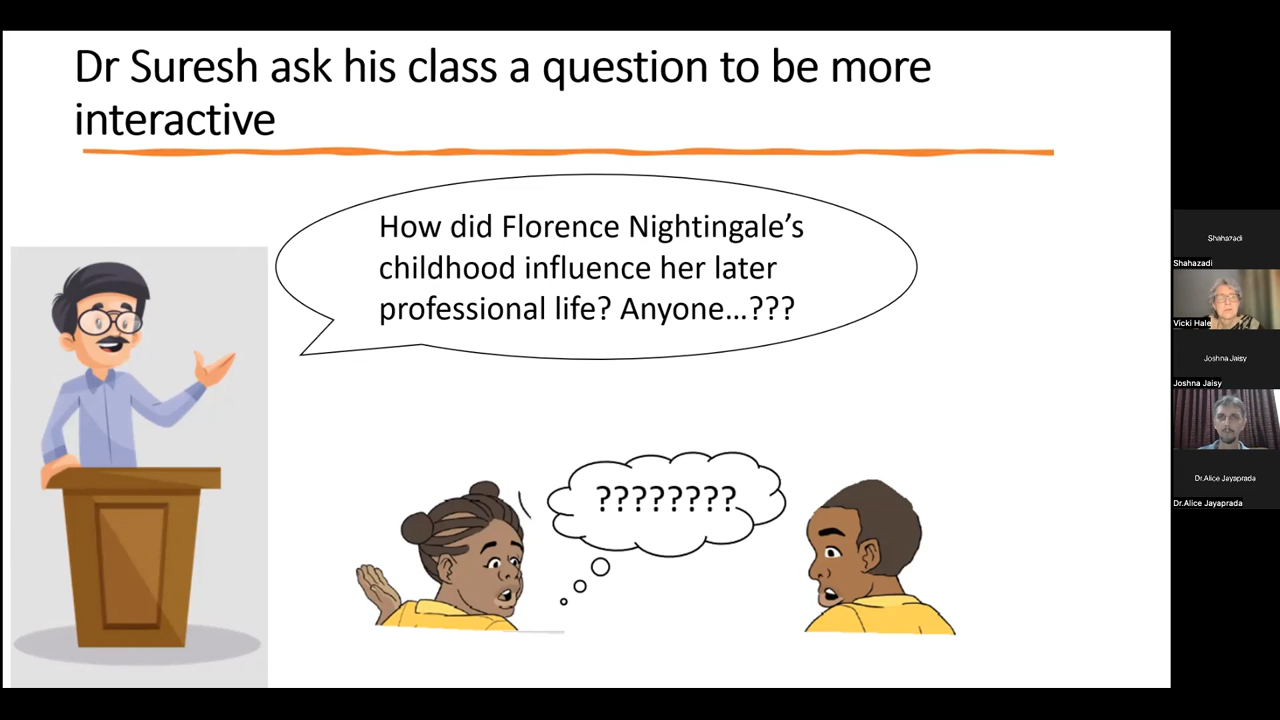 Dr Suresh ask his class a question to be more
interactive
How did Florence Nightingale’s
childhood influence her later
professional life? Anyone…???
????????
Shahazadi
Shahazadi
Vicki Hale
Joshna Jaisy
Joshna Jaisy
Dr.Alice Jayaprada
Dr.Alice Jayaprada